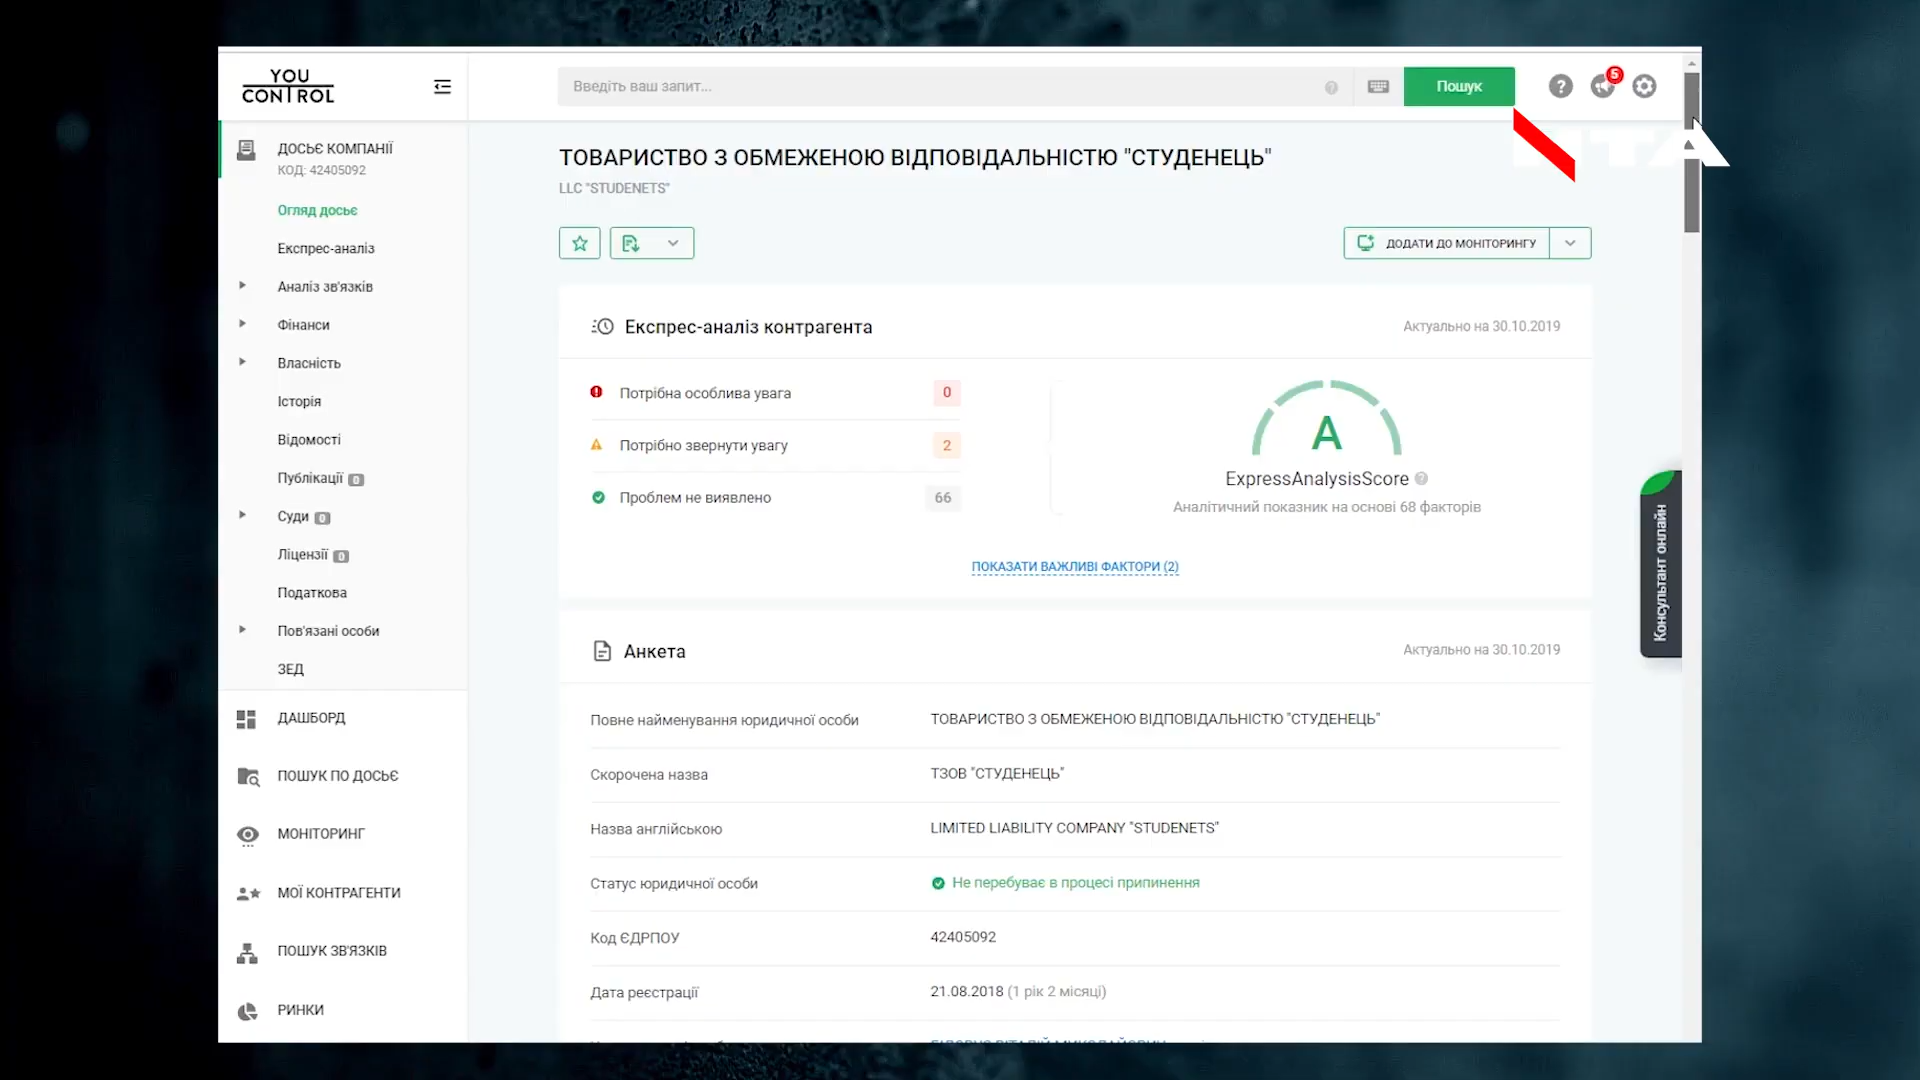 YOU
CONTROL
Введіть ваш запит...
Пошук
5
ДОСЬЄ КОМПАНІЇ
КОД: 42405092
Огляд досьє
Експрес-аналіз
Аналіз зв'язків
Фінанси
Власність
Історія
Відомості
Публікації 0
Суди 0
Ліцензії 0
Податкова
Пов'язані особи
ЗЕД
ДАШБОРД
ПОШУК ПО ДОСЬЄ
МОНІТОРИНГ
МОЇ КОНТРАГЕНТИ
ПОШУК ЗВ'ЯЗКІВ
РИНКИ
ТОВАРИСТВО З ОБМЕЖЕНОЮ ВІДПОВІДАЛЬНІСТЮ "СТУДЕНЕЦЬ"
LLC "STUDENETS"
ДОДАТИ ДО МОНІТОРИНГУ
Експрес-аналіз контрагента
Актуально на 30.10.2019
Потрібна особлива увага 0
Потрібно звернути увагу 2
Проблем не виявлено 66
A
ExpressAnalysisScore
Аналітичний показник на основі 68 факторів
ПОКАЗАТИ ВАЖЛИВІ ФАКТОРИ (2)
Анкета
Актуально на 30.10.2019
Повне найменування юридичної особи ТОВАРИСТВО З ОБМЕЖЕНОЮ ВІДПОВІДАЛЬНІСТЮ "СТУДЕНЕЦЬ"
Скорочена назва ТЗОВ "СТУДЕНЕЦЬ"
Назва англійською LIMITED LIABILITY COMPANY "STUDENETS"
Статус юридичної особи Не перебуває в процесі припинення
Код ЄДРПОУ 42405092
Дата реєстрації 21.08.2018 (1 рік 2 місяці)
Консультант онлайн